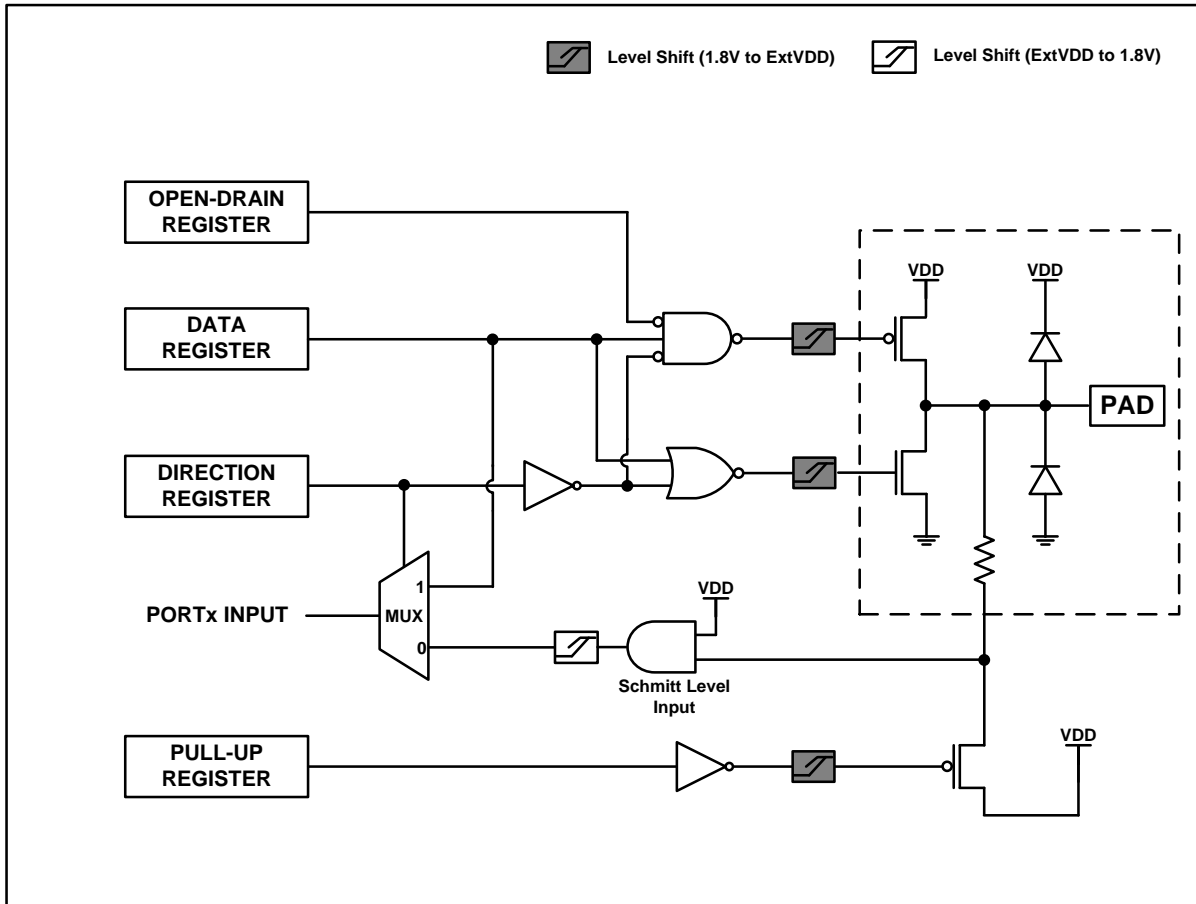 Level Shift (1.8V to ExtVDD)
Level Shift (ExtVDD to 1.8V)
OPEN-DRAIN
REGISTER
VDD
VDD
DATA
REGISTER
PAD
DIRECTION
REGISTER
1
MUX
0
PORTx INPUT
VDD
Schmitt Level
Input
PULL-UP
REGISTER
VDD